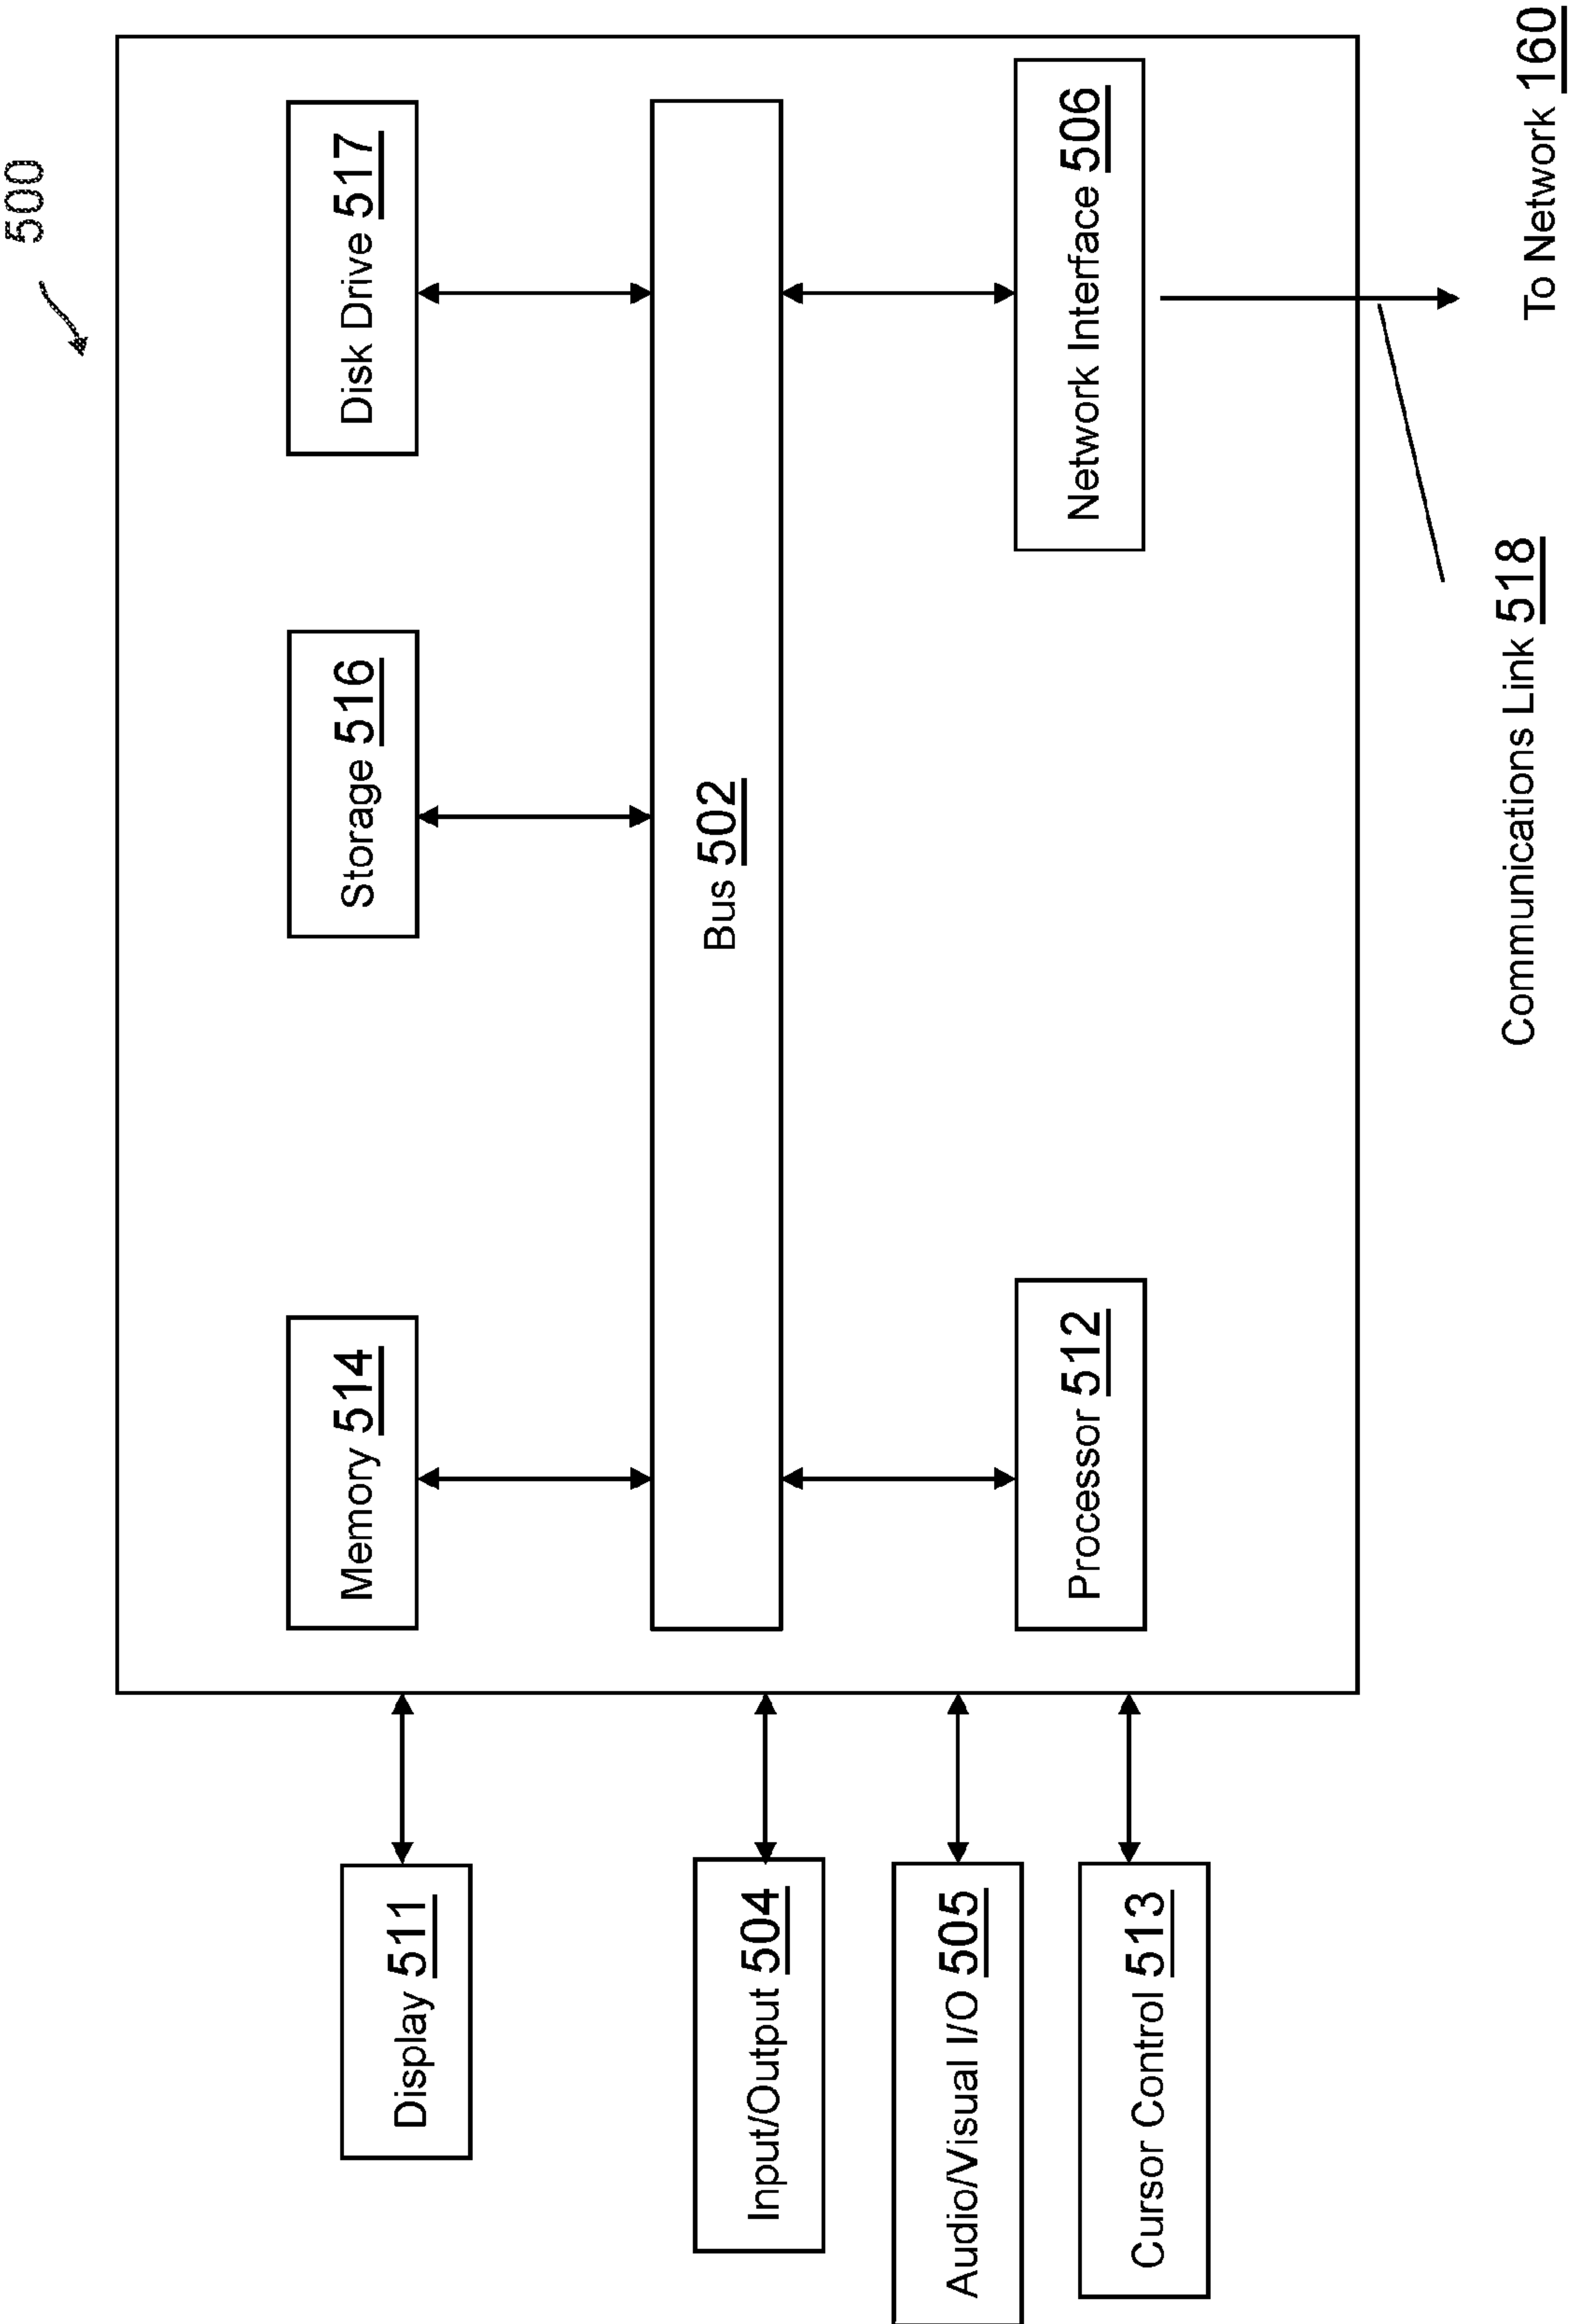 500
Display 511
Input/Output 504
Audio/Visual I/O 505
Cursor Control 513
Memory 514
Storage 516
Disk Drive 517
Bus 502
Processor 512
Network Interface 506
Communications Link 518
To Network 160